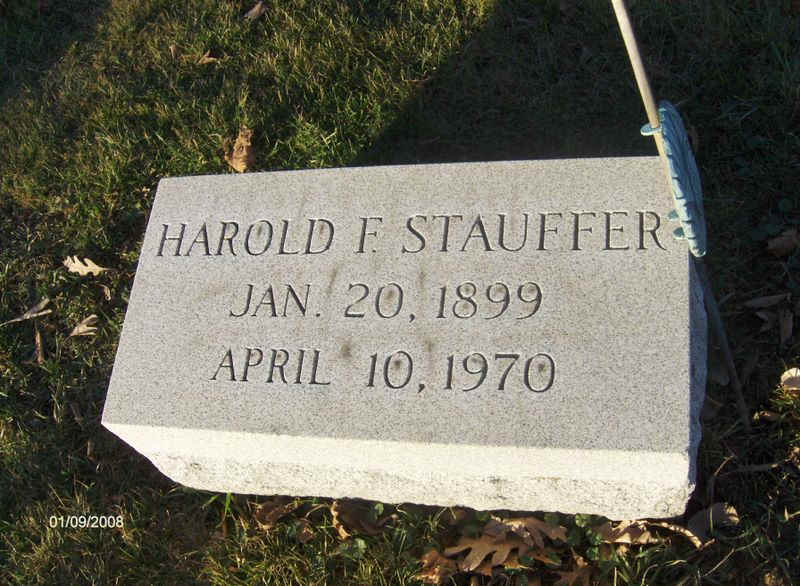 HAROLD F. STAUFFER
JAN. 20, 1899
APRIL 10, 1970
01/09/2008